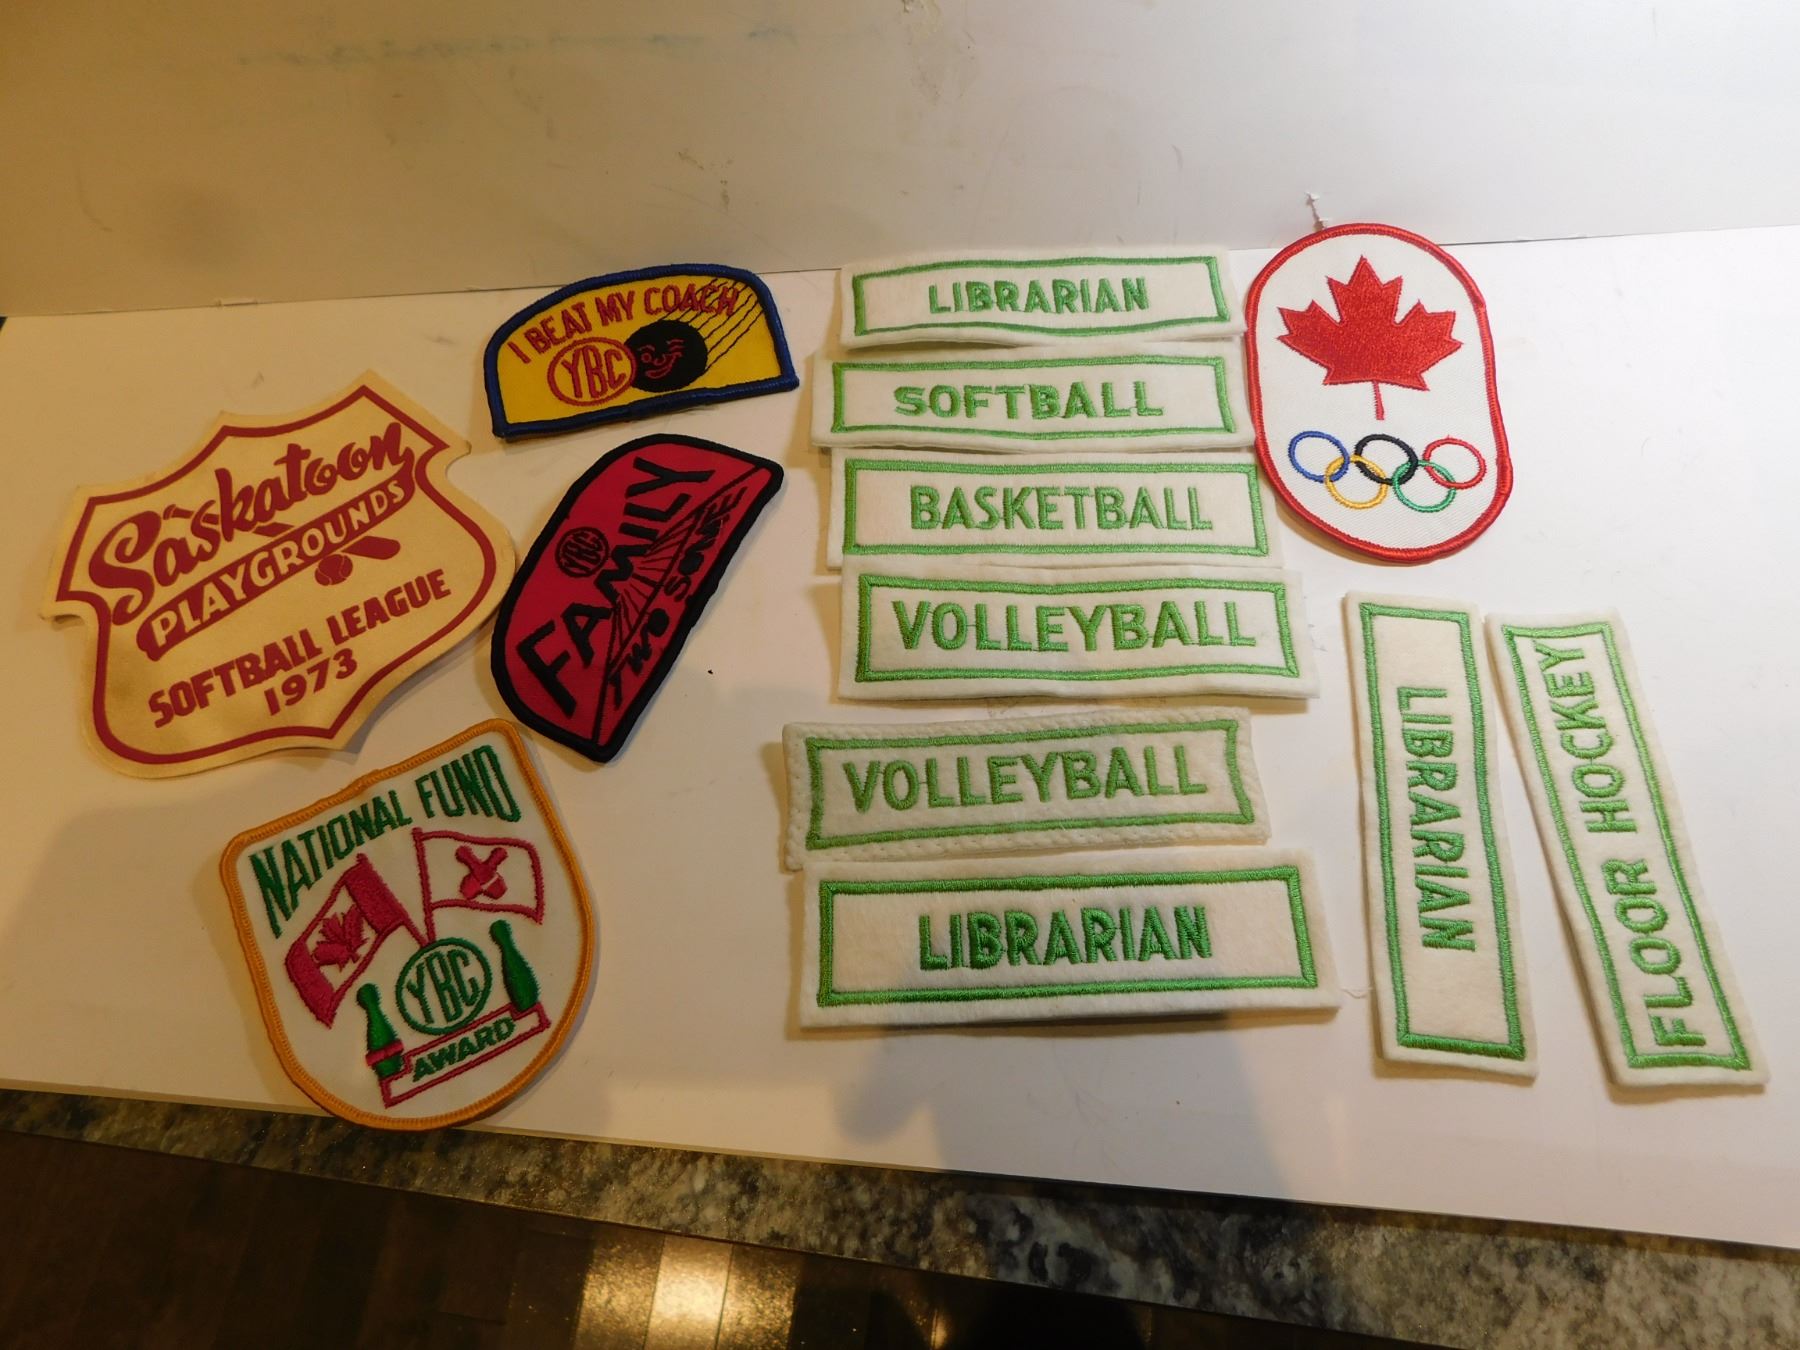 I BEAT MY COACH
YBC
LIBRARIAN
SOFTBALL
BASKETBALL
VOLLEYBALL
VOLLEYBALL
LIBRARIAN
LIBRARIAN
FLOOR HOCKEY
Saskatoon
PLAYGROUNDS
SOFTBALL LEAGUE
1973
YBC
FAMILY
TWO SOME
NATIONAL FUND
YBC
AWARD